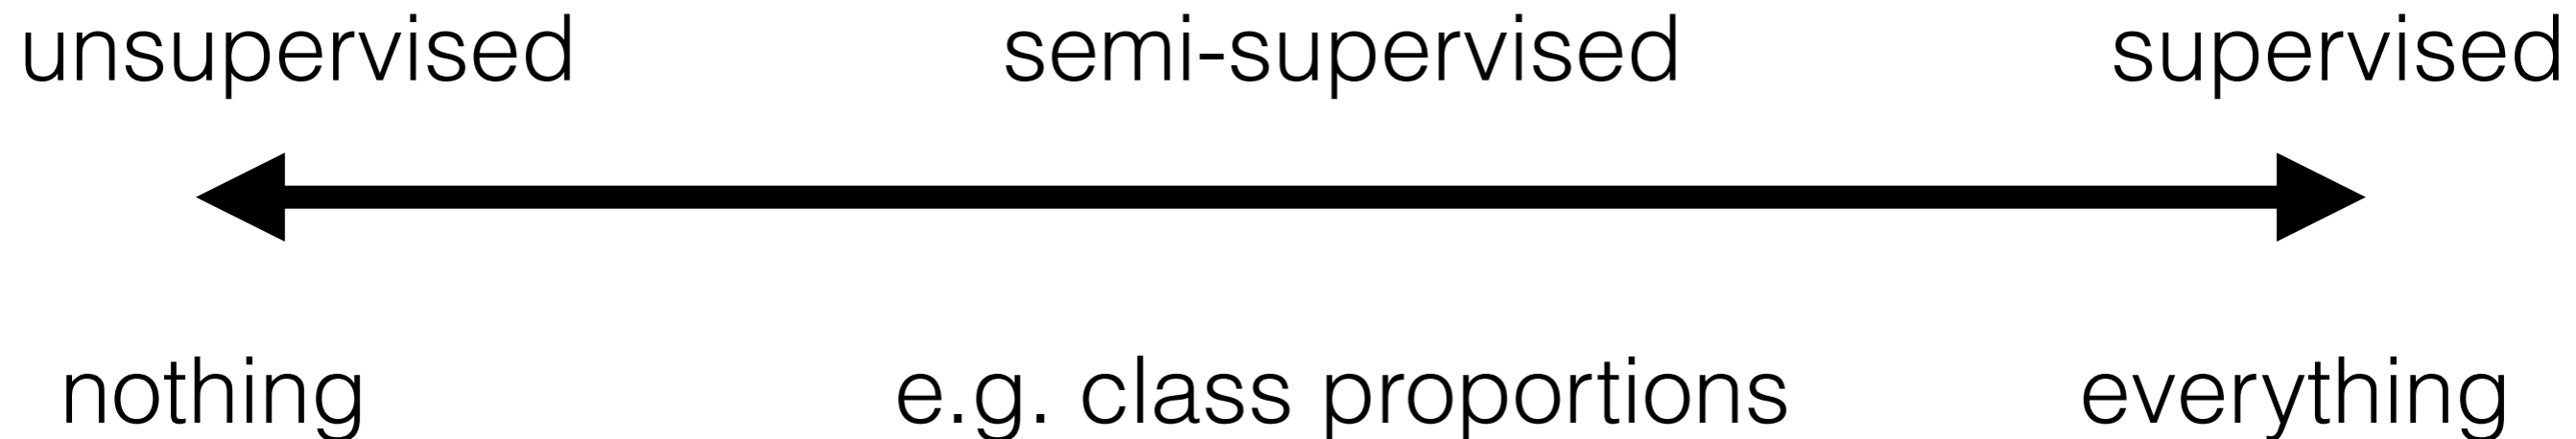 unsupervised semi-supervised supervised
nothing e.g. class proportions everything